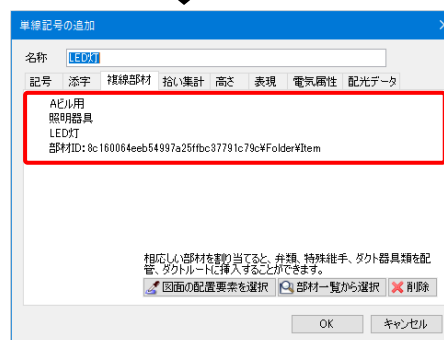 単線記号の追加
名称 LED灯
記号 添字 複線部材 拾い集計 高さ 表現 電気属性 配光データ
Aビル用
照明器具
LED灯
部材ID:8c160064eeb54997a25ffbc37791c79c¥Folder¥Item
相応しい部材を割り当てると、弁類、特殊継手、ダクト器具類を配
管、ダクトルートに挿入することができます。
図面の配置要素を選択 部材一覧から選択 削除
OK キャンセル